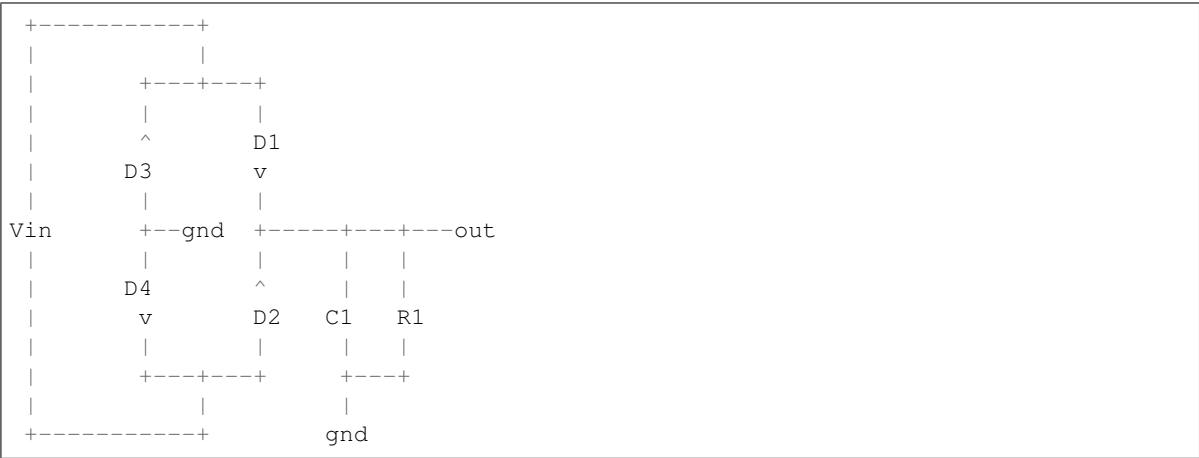 +-----------+
 |           |
 |       +---+---+
 |       |       |
 |       ^       D1
 |      D3       v
 |       |       |
Vin      +--gnd  +-----+---+---out
 |       |       |     |   |
 |      D4       ^     |   |
 |       v       D2   C1   R1
 |       |       |     |   |
 |       +---+---+     +---+
 |           |         |
 +-----------+        gnd